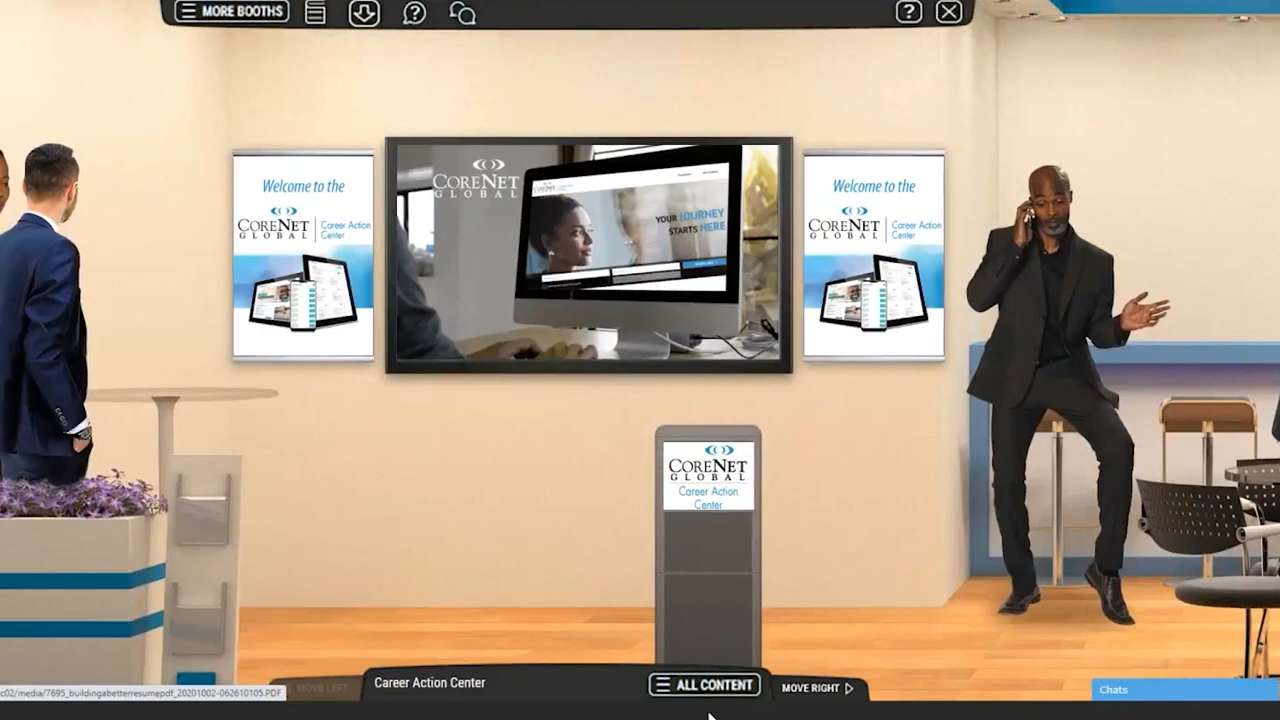 MORE BOOTHS
?
?
Welcome to the
CORENET
GLOBAL
Career Action
Center
CORENET
GLOBAL
YOUR JOURNEY
STARTS HERE
Welcome to the
CORENET
GLOBAL
Career Action
Center
CORENET
GLOBAL
Career Action
Center
c02/media/7695_buildingabetterresumepdf_20201002-062610105.PDF
MOVE LEFT
Career Action Center
ALL CONTENT
MOVE RIGHT
Chats